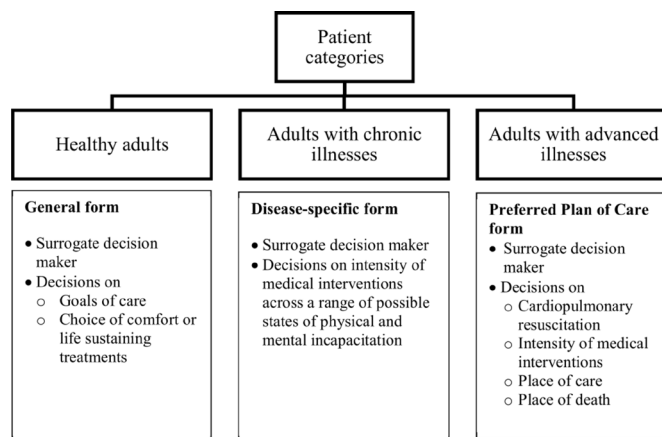 Patient
categories
Healthy adults
Adults with chronic
illnesses
Adults with advanced
illnesses
General form
• Surrogate decision
maker
• Decisions on
o Goals of care
o Choice of comfort or
life sustaining
treatments
Disease-specific form
• Surrogate decision maker
• Decisions on intensity of
medical interventions
across a range of possible
states of physical and
mental incapacitation
Preferred Plan of Care
form
• Surrogate decision
maker
• Decisions on
o Cardiopulmonary
resuscitation
o Intensity of medical
interventions
o Place of care
o Place of death